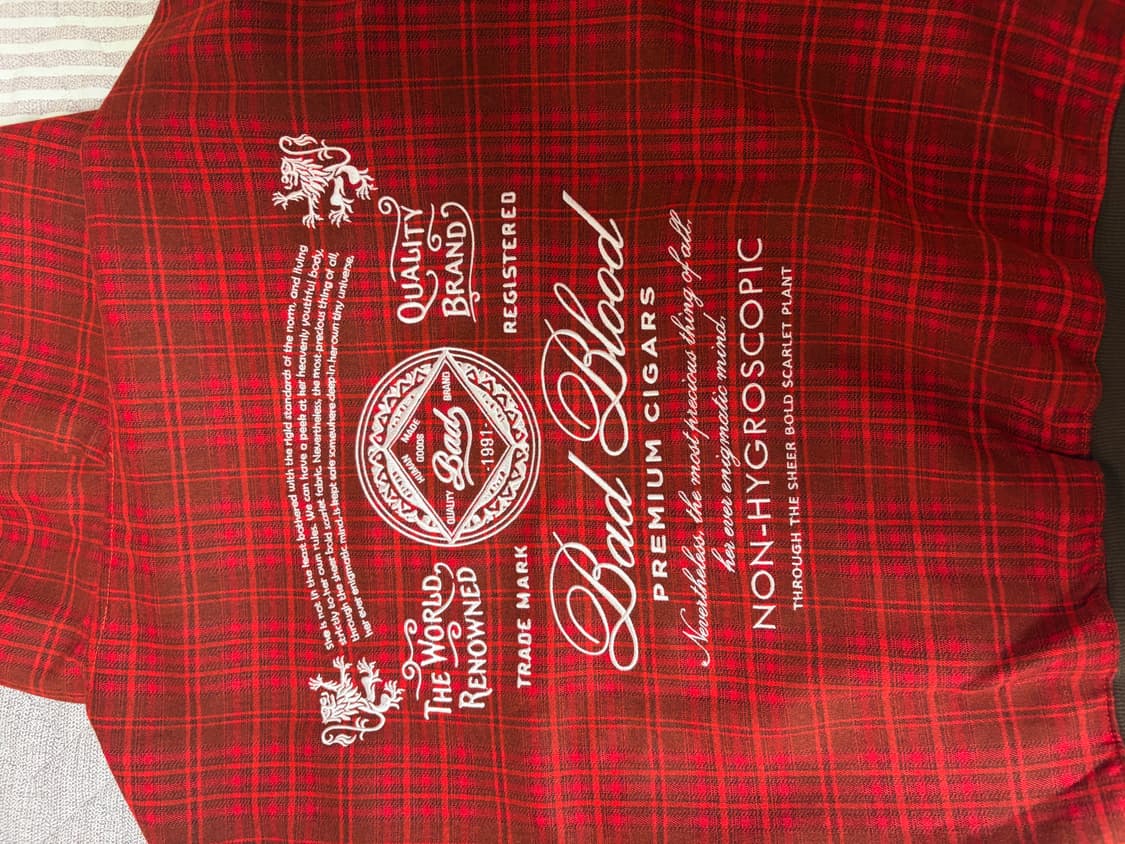 She is not in the least bothered with the rigid standards of the norm, and living
strictly to her own rules. We can have a peek at her heavenly youthful body,
through the sheer bold scarlet fabric. Nevertheless, the most precious thing of all,
her ever enigmatic mind. Is kept safe somewhere deep in her own tiny universe.
THE WORLD
RENOWNED
QUALITY
BRAND
HUMAN MADE
GOODS
QUALITY Bad BRAND
·1991·
TRADE MARK
REGISTERED
Bad Blood
PREMIUM CIGARS
Nevertheless, the most precious thing of all,
her ever enigmatic mind.
NON-HYGROSCOPIC
THROUGH THE SHEER BOLD SCARLET PLANT